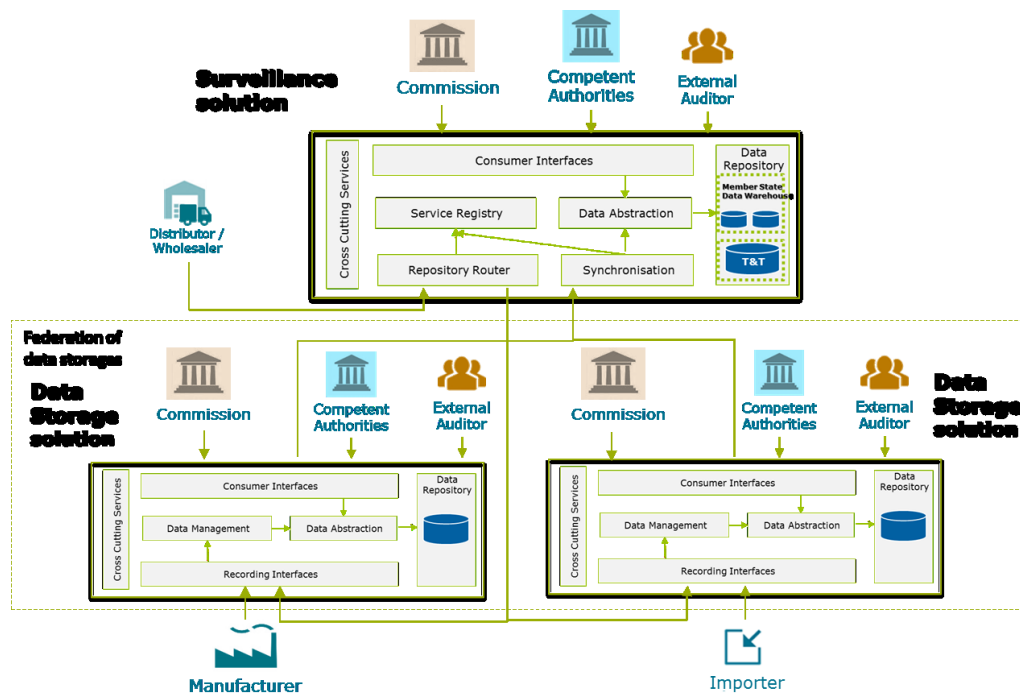 Surveillance
solution
Commission
Competent
Authorities
External
Auditor
Cross Cutting Services
Consumer Interfaces
Data
Repository
Member State
Data Warehouse
Service Registry
Data Abstraction
T&T
Repository Router
Synchronisation
Distributor /
Wholesaler
Federation of
data storages
Data
Storage
solution
Commission
Competent
Authorities
External
Auditor
Commission
Competent
Authorities
External
Auditor
Data
Storage
solution
Cross Cutting Services
Consumer Interfaces
Data
Repository
Data Management
Data Abstraction
Recording Interfaces
Cross Cutting Services
Consumer Interfaces
Data
Repository
Data Management
Data Abstraction
Recording Interfaces
Manufacturer
Importer